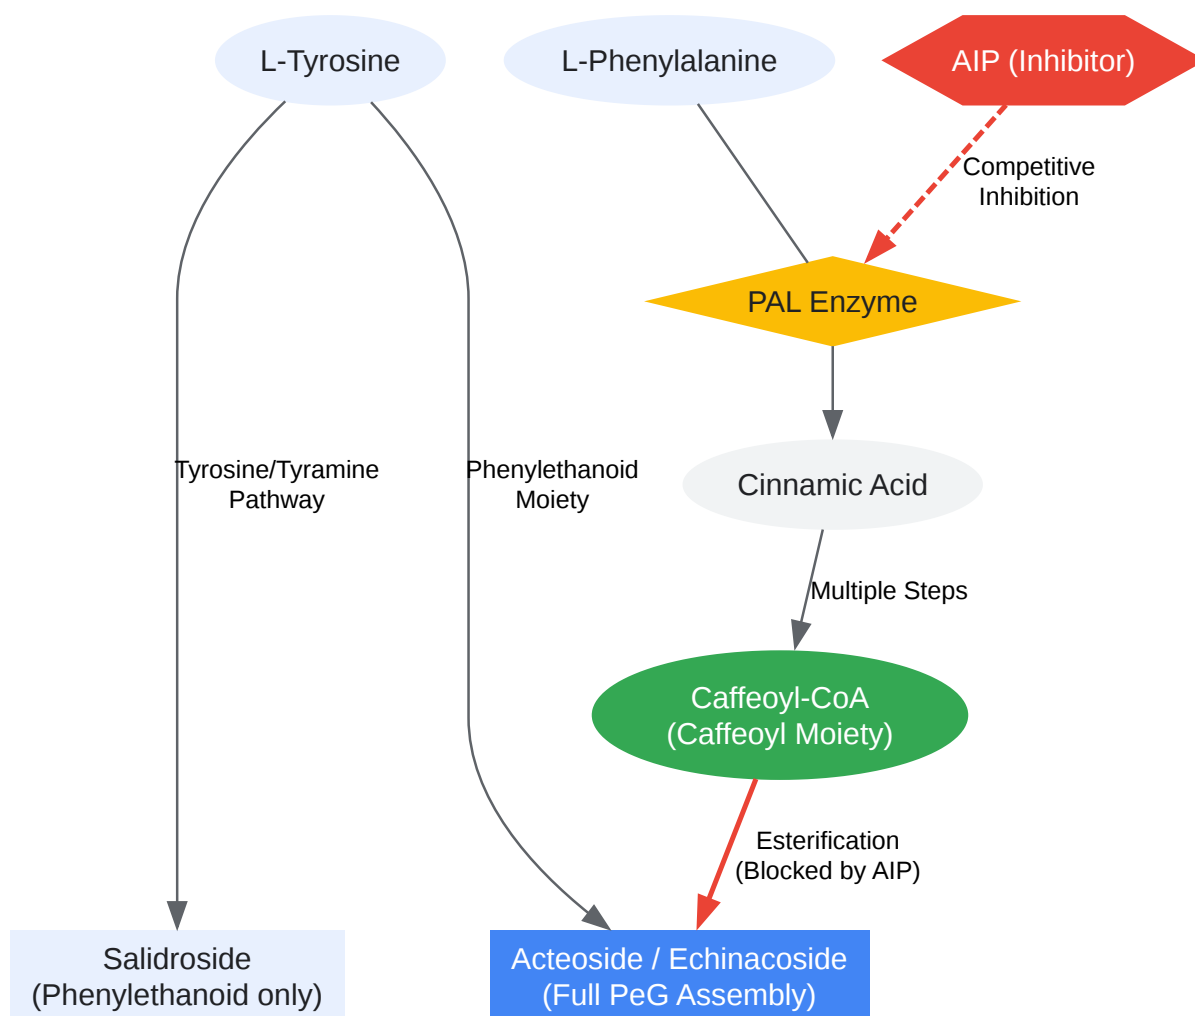 L-Tyrosine
L-Phenylalanine
AIP (Inhibitor)
Competitive
Inhibition
PAL Enzyme
Tyrosine/Tyramine
Pathway
Phenylethanoid
Moiety
Cinnamic Acid
Multiple Steps
Caffeoyl-CoA
(Caffeoyl Moiety)
Esterification
(Blocked by AIP)
Salidroside
(Phenylethanoid only)
Acteoside / Echinacoside
(Full PeG Assembly)